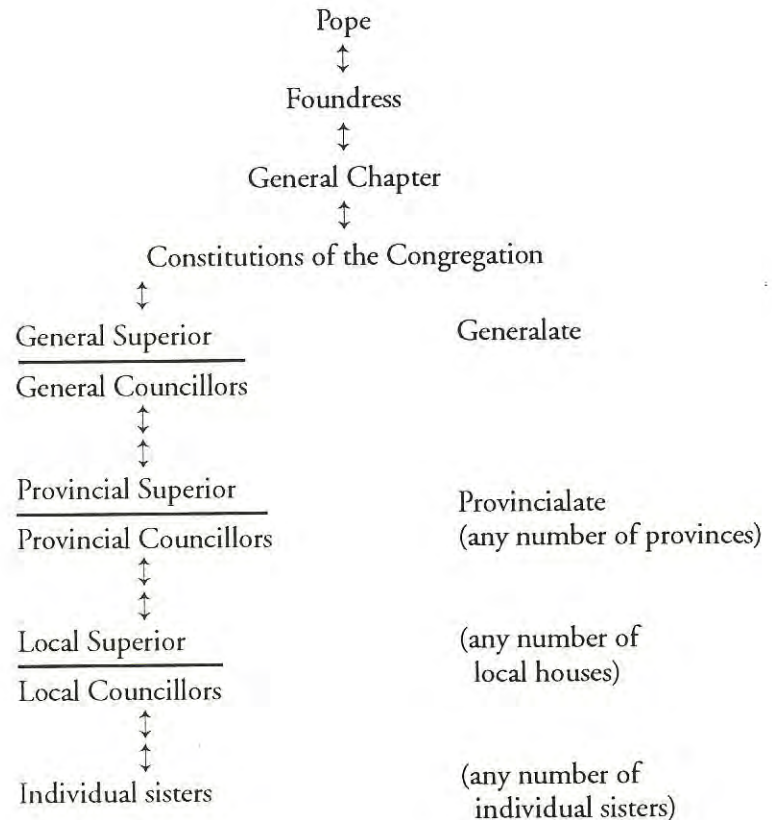 Pope
Foundress
General Chapter
Constitutions of the Congregation
General Superior
Generalate
General Councillors
Provincial Superior
Provincialate
Provincial Councillors
(any number of provinces)
Local Superior
(any number of
local houses)
Local Councillors
Individual sisters
(any number of
individual sisters)